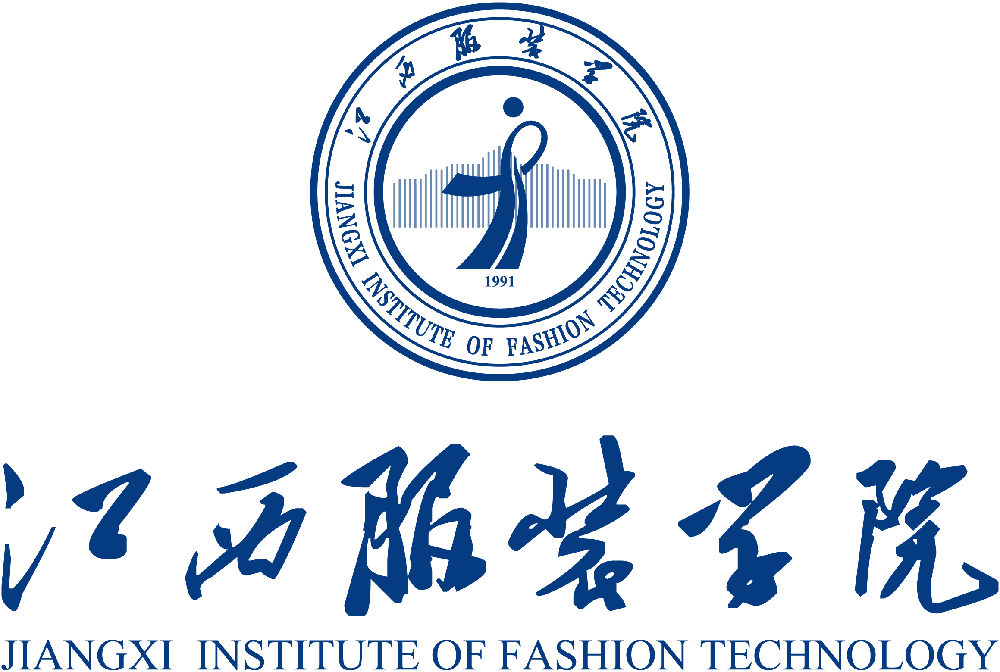 江西服装学院
1991
JIANGXI INSTITUTE OF FASHION TECHNOLOGY
江西服装学院
JIANGXI INSTITUTE OF FASHION TECHNOLOGY